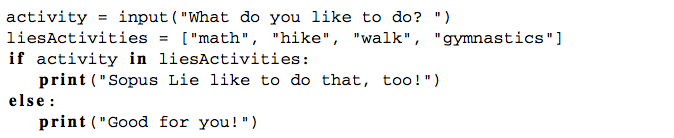 activity = input("What do you like to do? ")
liesActivities = ["math", "hike", "walk", "gymnastics"]
if activity in liesActivities:
    print("Sopus Lie like to do that, too!")
else:
    print("Good for you!")